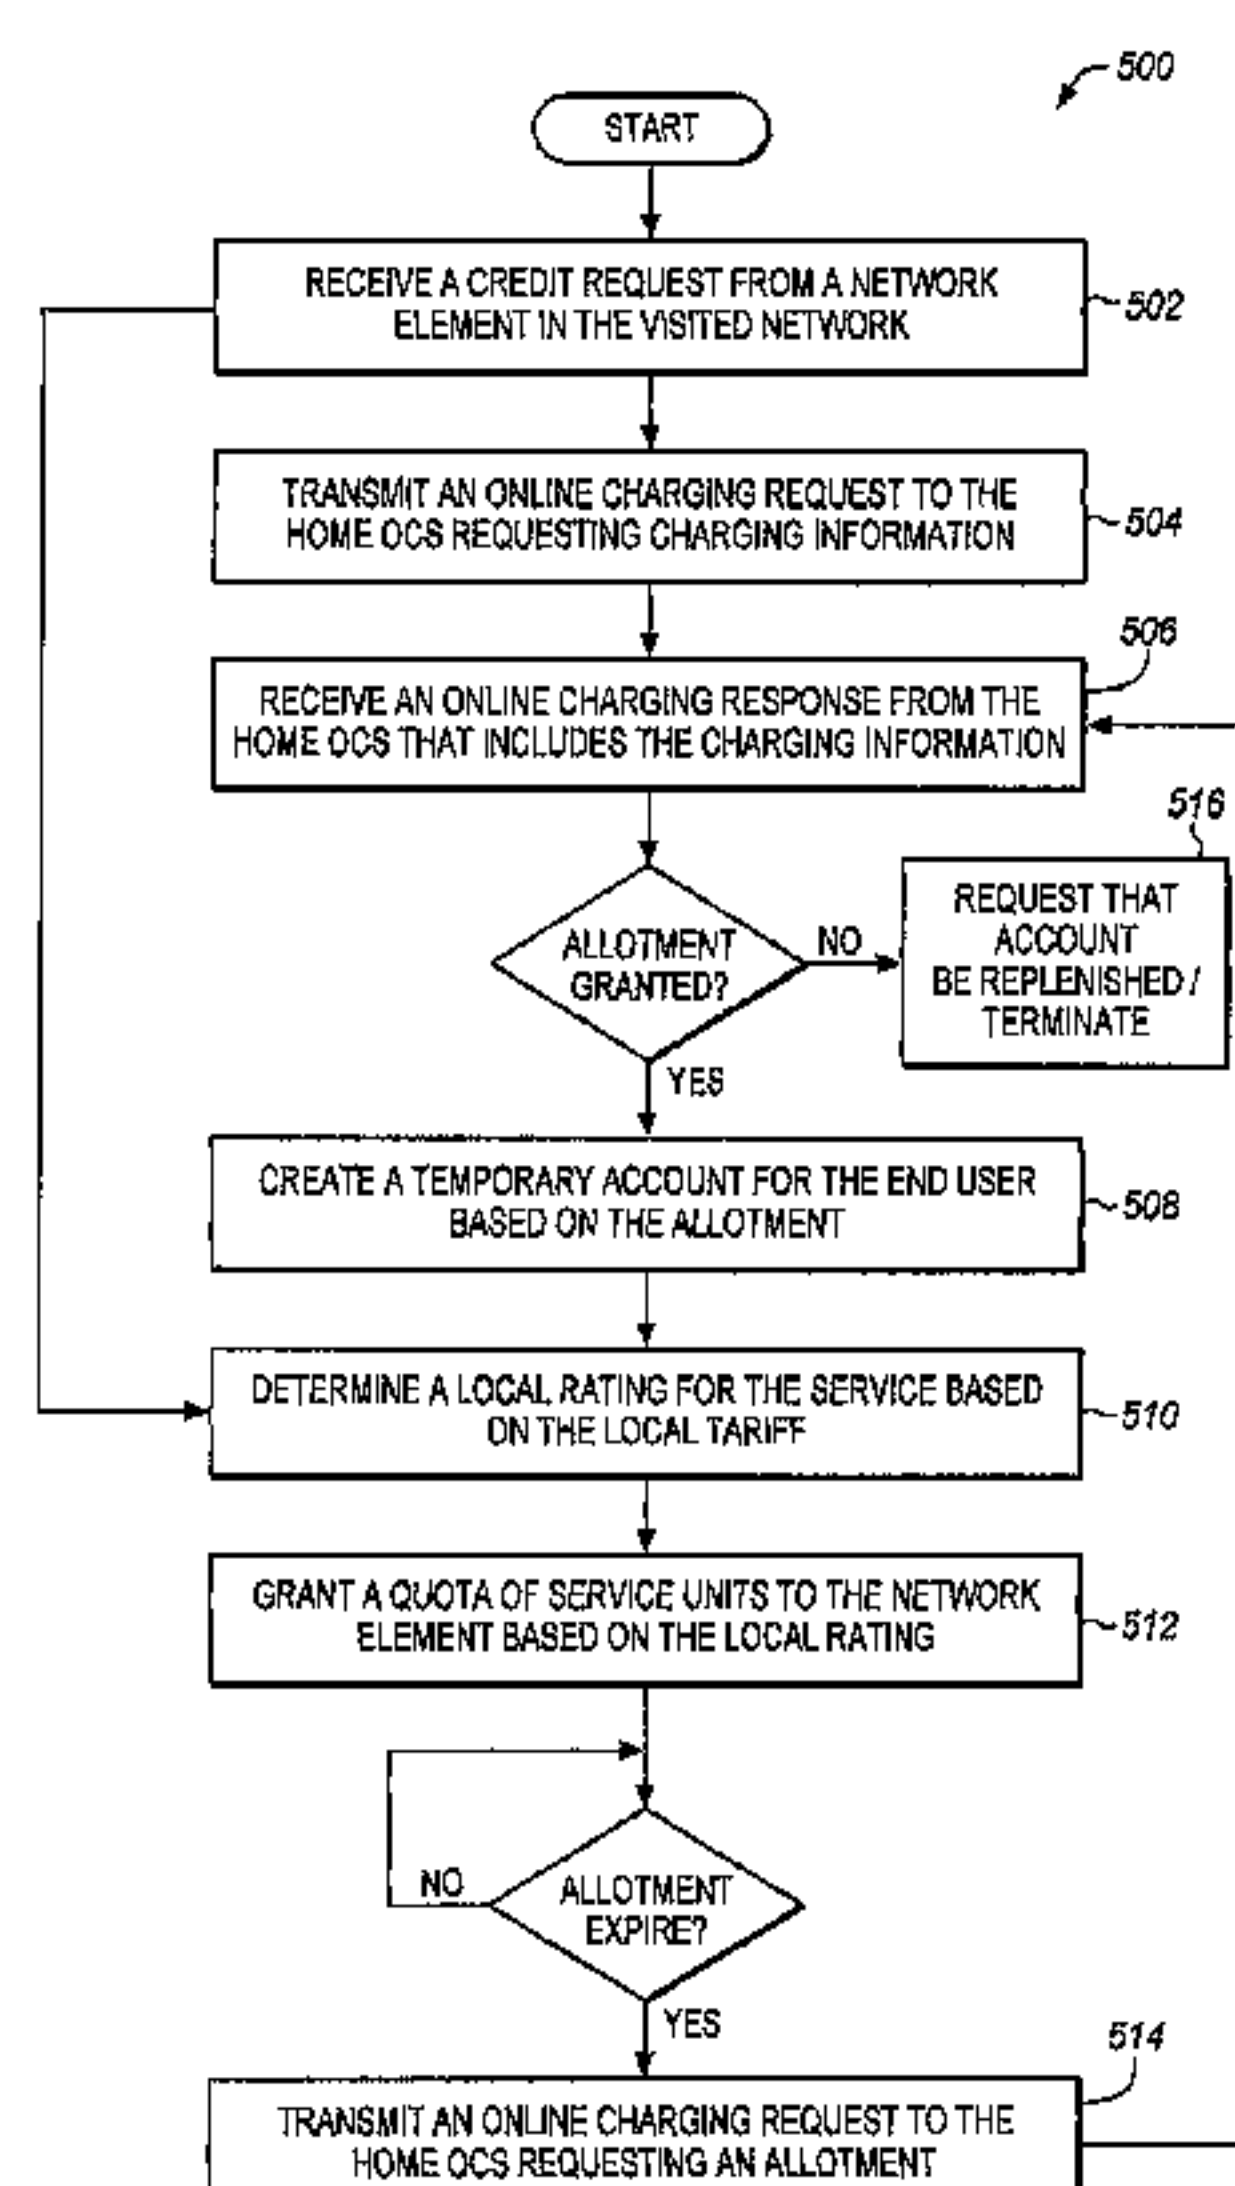 500
START
RECEIVE A CREDIT REQUEST FROM A NETWORK
ELEMENT IN THE VISITED NETWORK
502
TRANSMIT AN ONLINE CHARGING REQUEST TO THE
HOME OCS REQUESTING CHARGING INFORMATION
504
506
RECEIVE AN ONLINE CHARGING RESPONSE FROM THE
HOME OCS THAT INCLUDES THE CHARGING INFORMATION
516
ALLOTMENT
GRANTED?
NO
REQUEST THAT
ACCOUNT
BE REPLENISHED /
TERMINATE
YES
CREATE A TEMPORARY ACCOUNT FOR THE END USER
BASED ON THE ALLOTMENT
508
DETERMINE A LOCAL RATING FOR THE SERVICE BASED
ON THE LOCAL TARIFF
510
GRANT A QUOTA OF SERVICE UNITS TO THE NETWORK
ELEMENT BASED ON THE LOCAL RATING
512
NO
ALLOTMENT
EXPIRE?
YES
514
TRANSMIT AN ONLINE CHARGING REQUEST TO THE
HOME OCS REQUESTING AN ALLOTMENT